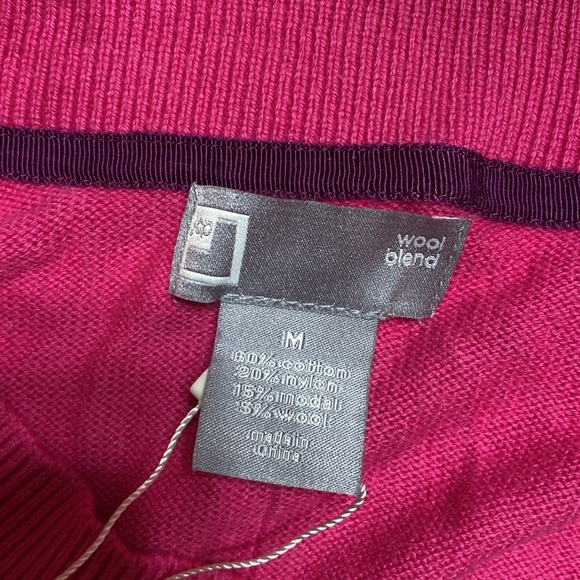 wool
blend
M
60% cotton
20% nylon
15% modal
5% wool
made in
China